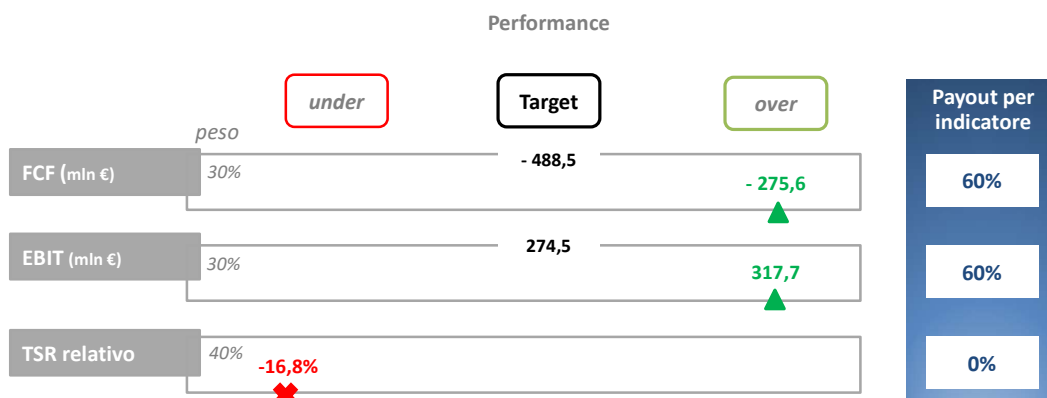 Performance
under
Target
over
Payout per
indicatore
peso
FCF (mln €)
30%
- 488,5
- 275,6
60%
EBIT (mln €)
30%
274,5
317,7
60%
TSR relativo
40%
-16,8%
0%